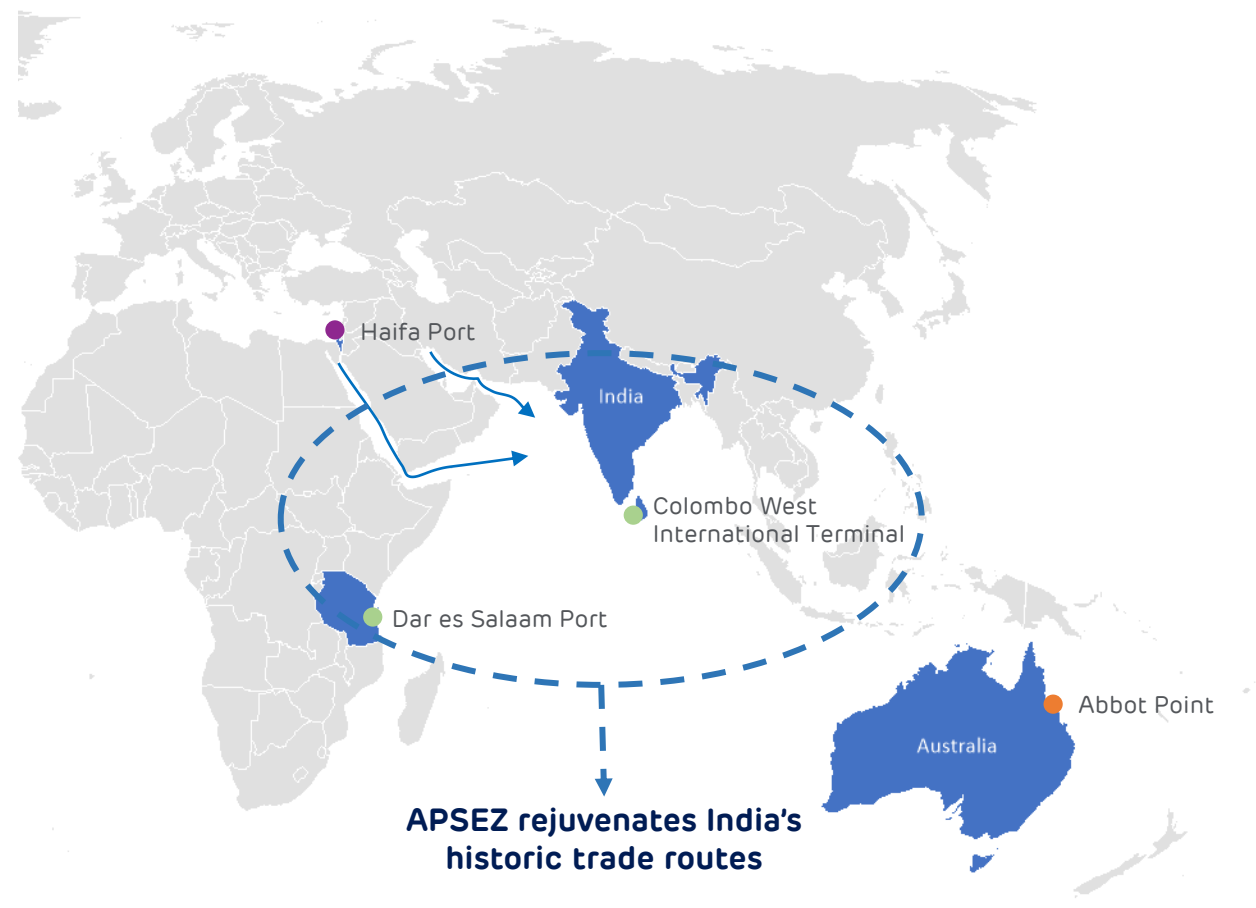 Haifa Port
India
Colombo West
International Terminal
Dar es Salaam Port
Abbot Point
Australia
APSEZ rejuvenates India’s
historic trade routes